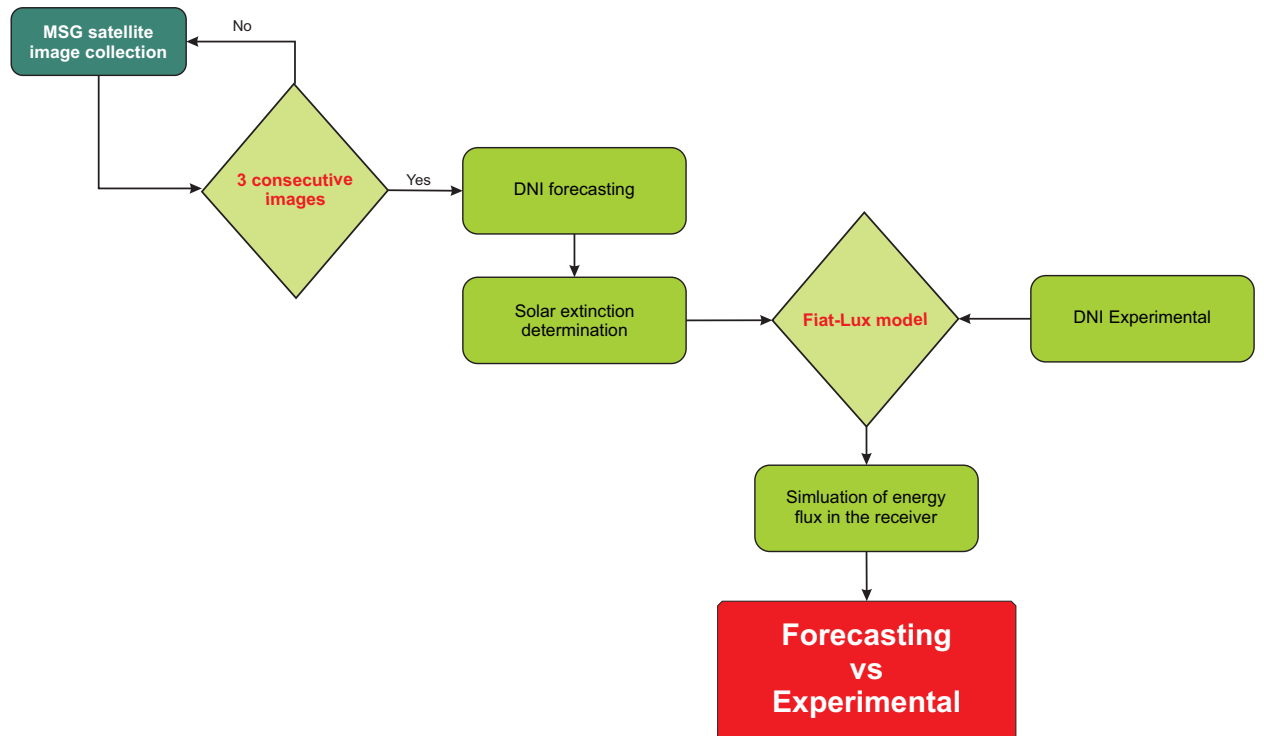 MSG satellite
image collection
No
3 consecutive
images
Yes
DNI forecasting
Solar extinction
determination
Fiat-Lux model
DNI Experimental
Simluation of energy
flux in the receiver
Forecasting
vs
Experimental